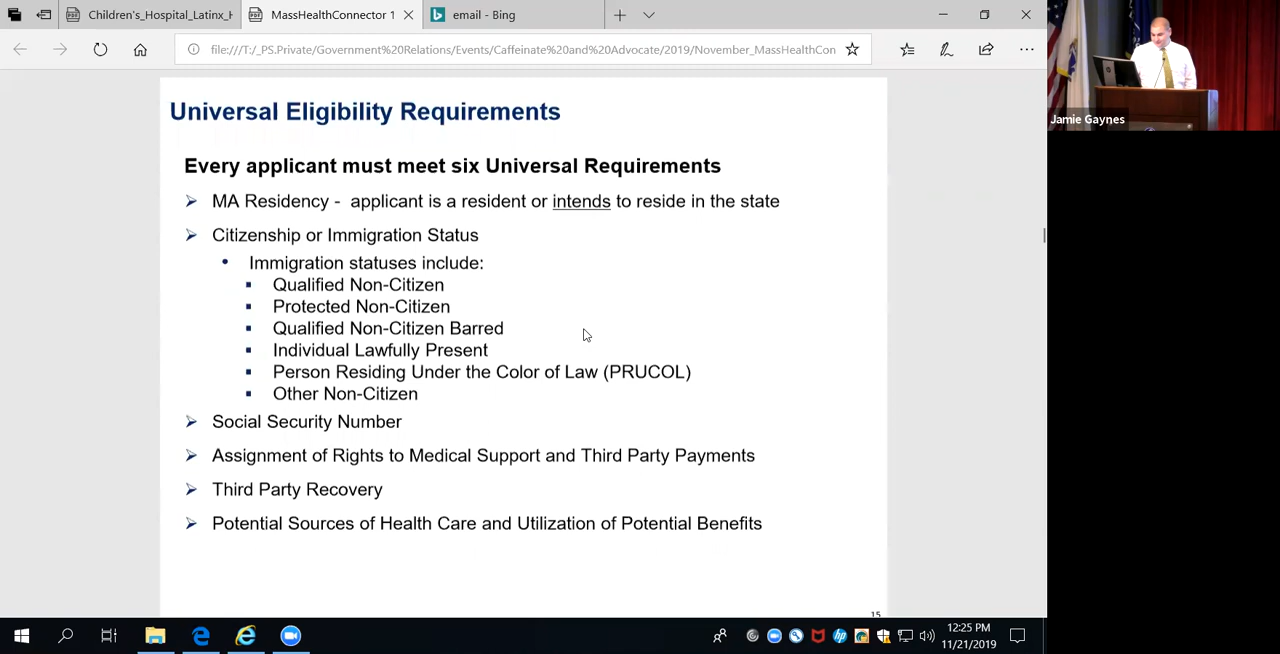 Children's_Hospital_Latinx_H
MassHealthConnector 1
email - Bing
file:///T:/_PS.Private/Government%20Relations/Events/Caffeinate%20and%20Advocate/2019/November_MassHealthCon
Universal Eligibility Requirements
Every applicant must meet six Universal Requirements
MA Residency - applicant is a resident or intends to reside in the state
Citizenship or Immigration Status
Immigration statuses include:
Qualified Non-Citizen
Protected Non-Citizen
Qualified Non-Citizen Barred
Individual Lawfully Present
Person Residing Under the Color of Law (PRUCOL)
Other Non-Citizen
Social Security Number
Assignment of Rights to Medical Support and Third Party Payments
Third Party Recovery
Potential Sources of Health Care and Utilization of Potential Benefits
15
Jamie Gaynes
12:25 PM
11/21/2019